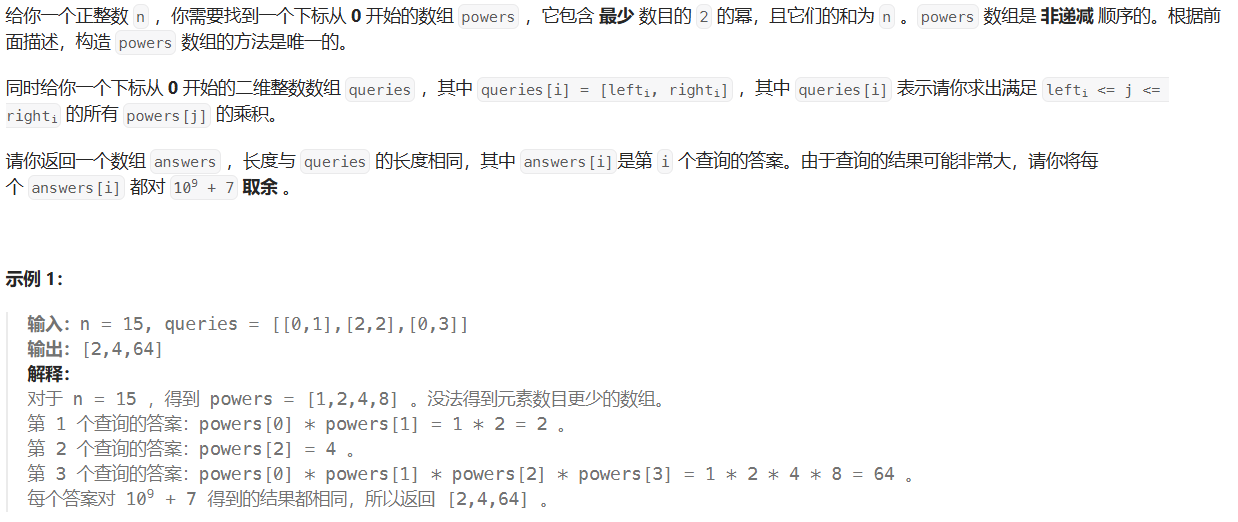 给你一个正整数 n ，你需要找到一个下标从 0 开始的数组 powers ，它包含 最少 数目的 2 的幂，且它们的和为 n 。powers 数组是 非递减 顺序的。根据前
面描述，构造 powers 数组的方法是唯一的。
同时给你一个下标从 0 开始的二维整数数组 queries ，其中 queries[i] = [lefti, righti] ，其中 queries[i] 表示请你求出满足 lefti <= j <=
righti 的所有 powers[j] 的乘积。
请你返回一个数组 answers ，长度与 queries 的长度相同，其中 answers[i]是第 i 个查询的答案。由于查询的结果可能非常大，请你将每
个 answers[i] 都对 10⁹ + 7 取余 。
示例 1：
输入：n = 15, queries = [[0,1],[2,2],[0,3]]
输出：[2,4,64]
解释：
对于 n = 15 ，得到 powers = [1,2,4,8] 。没法得到元素数目更少的数组。
第 1 个查询的答案：powers[0] * powers[1] = 1 * 2 = 2 。
第 2 个查询的答案：powers[2] = 4 。
第 3 个查询的答案：powers[0] * powers[1] * powers[2] * powers[3] = 1 * 2 * 4 * 8 = 64 。
每个答案对 10⁹ + 7 得到的结果都相同，所以返回 [2,4,64] 。